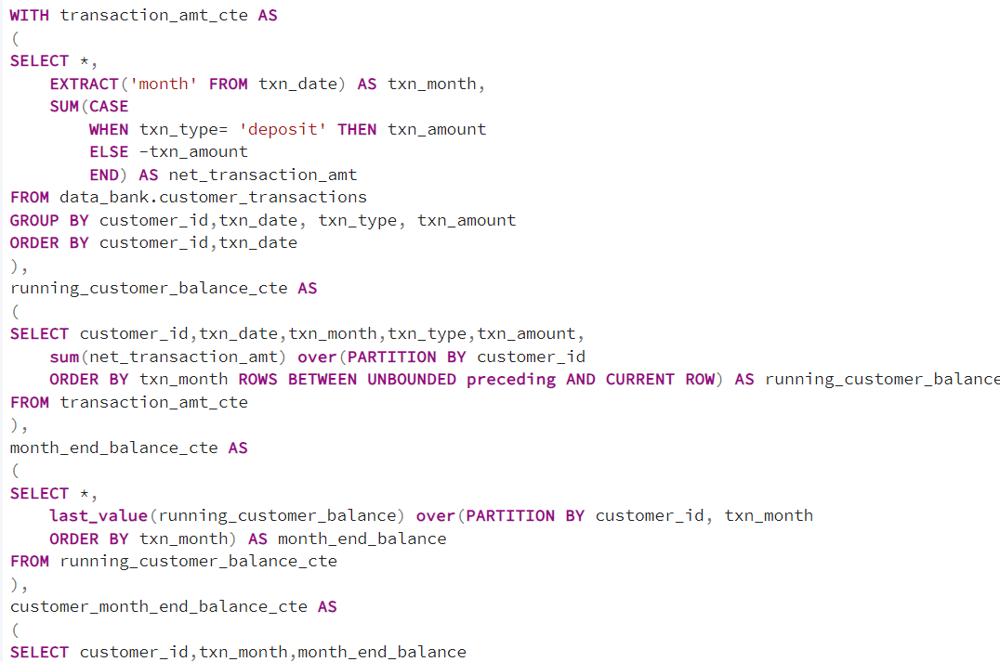 WITH transaction_amt_cte AS
(
SELECT *,
    EXTRACT('month' FROM txn_date) AS txn_month,
    SUM(CASE
        WHEN txn_type= 'deposit' THEN txn_amount
        ELSE -txn_amount
        END) AS net_transaction_amt
FROM data_bank.customer_transactions
GROUP BY customer_id,txn_date, txn_type, txn_amount
ORDER BY customer_id,txn_date
),
running_customer_balance_cte AS
(
SELECT customer_id,txn_date,txn_month,txn_type,txn_amount,
    sum(net_transaction_amt) over(PARTITION BY customer_id
    ORDER BY txn_month ROWS BETWEEN UNBOUNDED preceding AND CURRENT ROW) AS running_customer_balance
FROM transaction_amt_cte
),
month_end_balance_cte AS
(
SELECT *,
    last_value(running_customer_balance) over(PARTITION BY customer_id, txn_month
    ORDER BY txn_month) AS month_end_balance
FROM running_customer_balance_cte
),
customer_month_end_balance_cte AS
(
SELECT customer_id,txn_month,month_end_balance